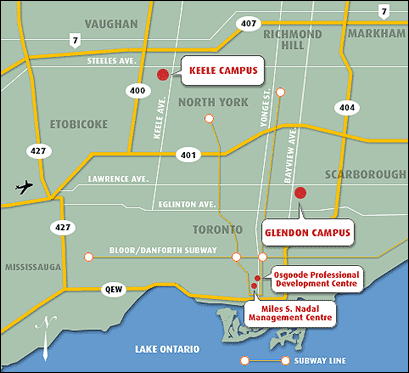 VAUGHAN
407
RICHMOND
HILL
MARKHAM
7
7
STEELES AVE.
KEELE CAMPUS
400
KEELE AVE.
NORTH YORK
YONGE ST.
404
ETOBICOKE
427
401
BAYVIEW AVE.
LAWRENCE AVE.
SCARBOROUGH
EGLINTON AVE.
427
TORONTO
GLENDON CAMPUS
BLOOR/DANFORTH SUBWAY
MISSISSAUGA
Osgoode Professional
Development Centre
QEW
Miles S. Nadal
Management Centre
N
LAKE ONTARIO
SUBWAY LINE